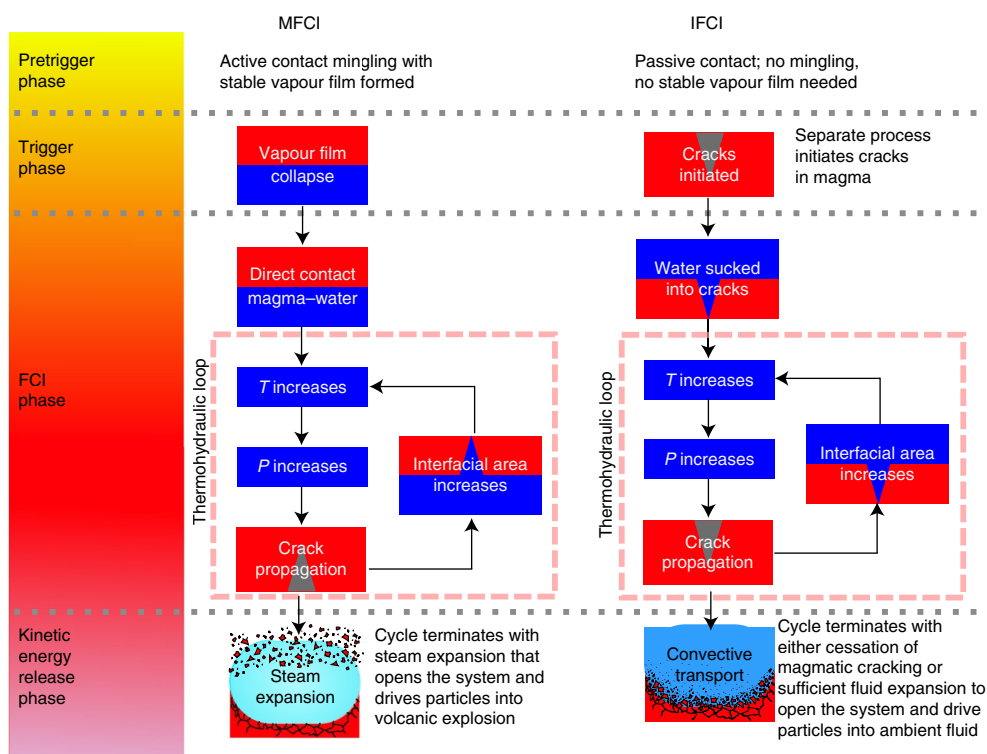 MFCI
IFCI
Pretrigger
phase
Active contact mingling with
stable vapour film formed
Passive contact; no mingling,
no stable vapour film needed
Trigger
phase
Vapour film
collapse
Cracks
initiated
Separate process
initiates cracks
in magma
FCI
phase
Direct contact
magma–water
Water sucked
into cracks
Thermohydraulic loop
T increases
P increases
Crack
propagation
Interfacial area
increases
Thermohydraulic loop
T increases
P increases
Crack
propagation
Interfacial area
increases
Kinetic
energy
release
phase
Steam
expansion
Cycle terminates with
steam expansion that
opens the system and
drives particles into
volcanic explosion
Convective
transport
Cycle terminates with
either cessation of
magmatic cracking or
sufficient fluid expansion to
open the system and drive
particles into ambient fluid